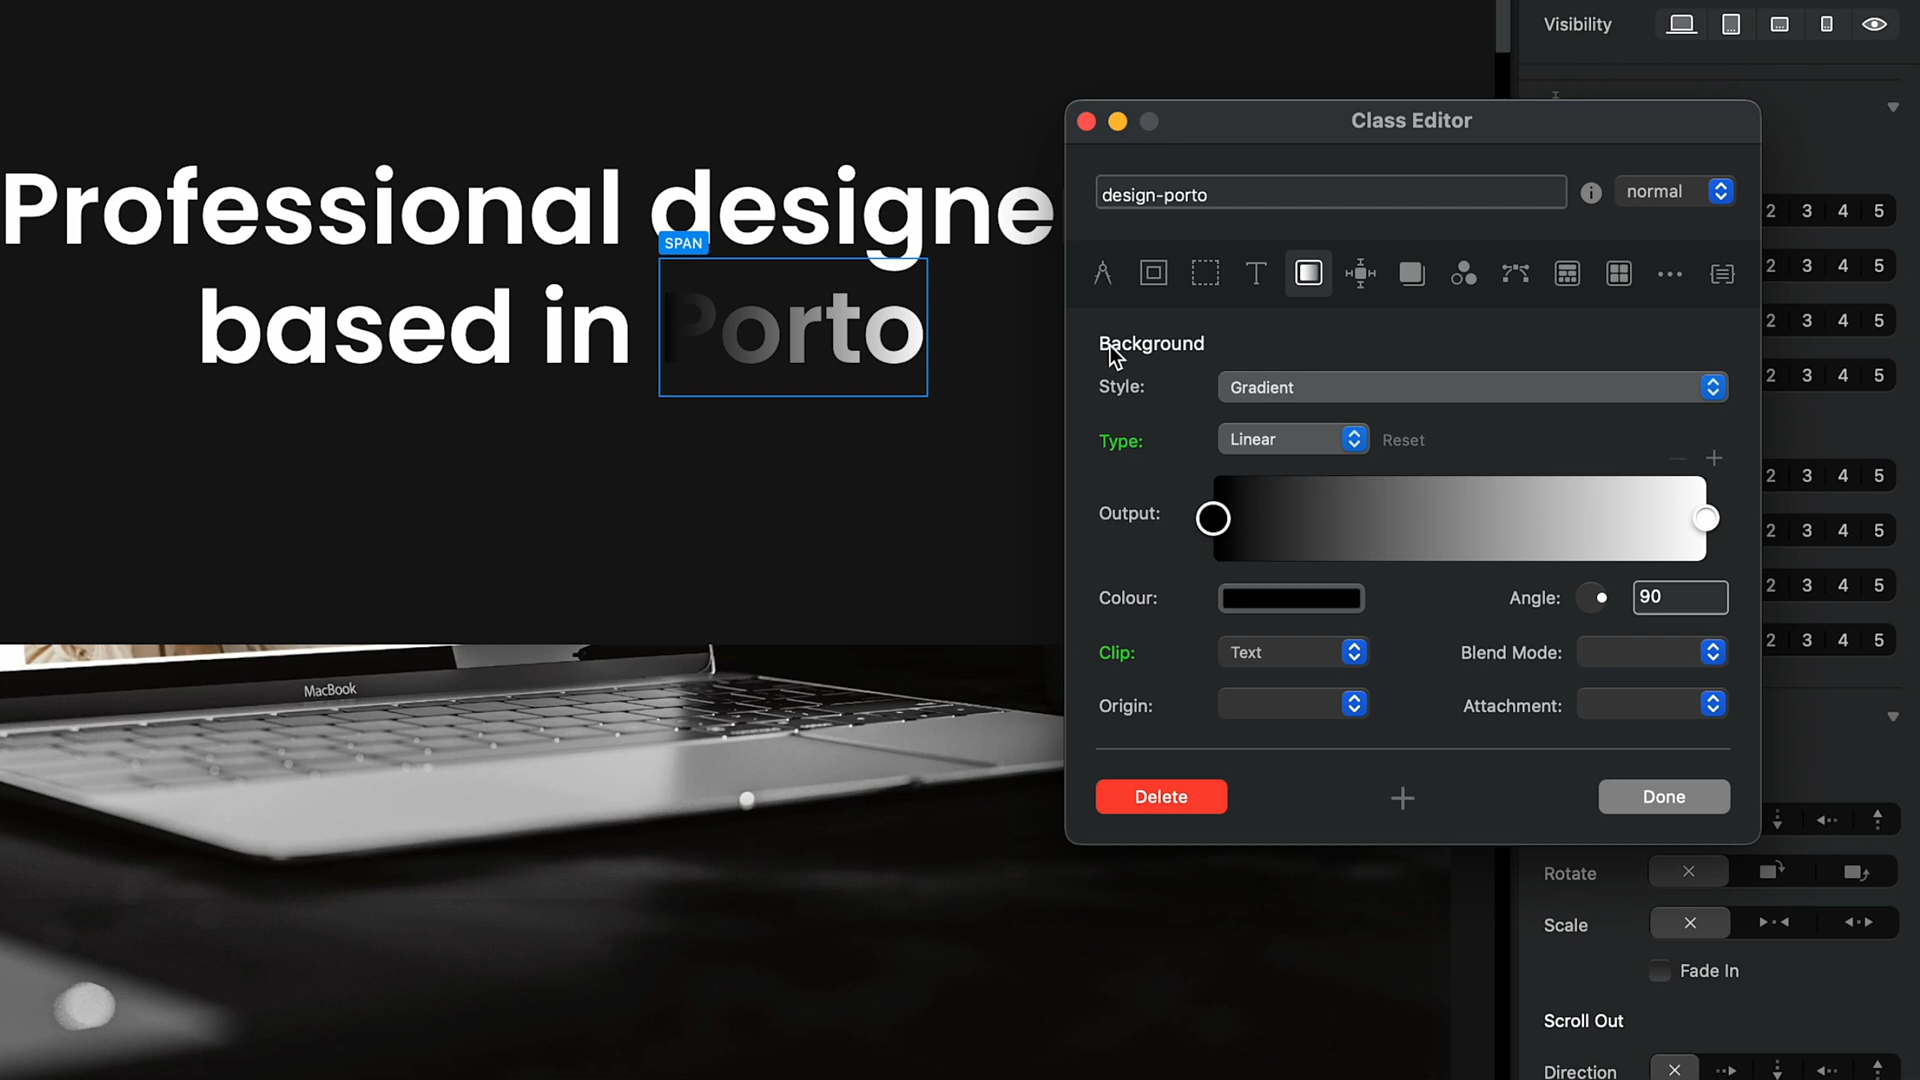 Visibility
Class Editor
design-porto
normal
Professional designe
SPAN
based in Porto
2 3 4 5
2 3 4 5
2 3 4 5
2 3 4 5
Background
Style:
Gradient
Type:
Linear
Reset
Output:
2 3 4 5
2 3 4 5
2 3 4 5
2 3 4 5
Colour:
Angle:
90
Clip:
Text
Blend Mode:
Origin:
Attachment:
MacBook
Delete
Done
Rotate
Scale
Fade In
Scroll Out
Direction